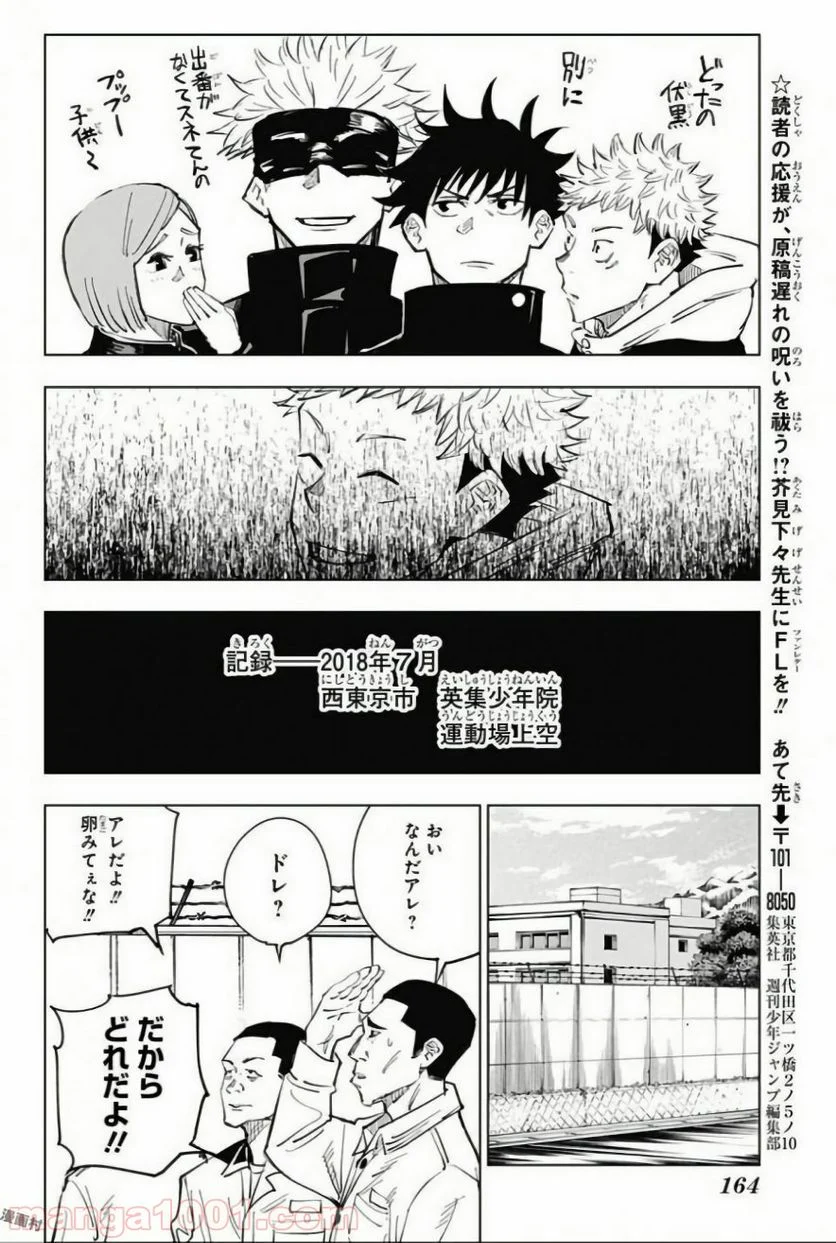 どったの
伏黒
別に
出番が
なくてスネてんの
プップー
子供〜
記録――2018年7月
西東京市　英集少年院
運動場上空
おい
なんだアレ?
ドレ?
アレだよ!!
卵みてぇな!!
だから
どれだよ!!
☆読者の応援が、原稿遅れの呪いを祓う!?芥見下々先生にFLを!!　あて先➡〒101―8050
東京都千代田区一ツ橋2ノ5ノ10
集英社　週刊少年ジャンプ編集部
164
manga1001.com
漫画村